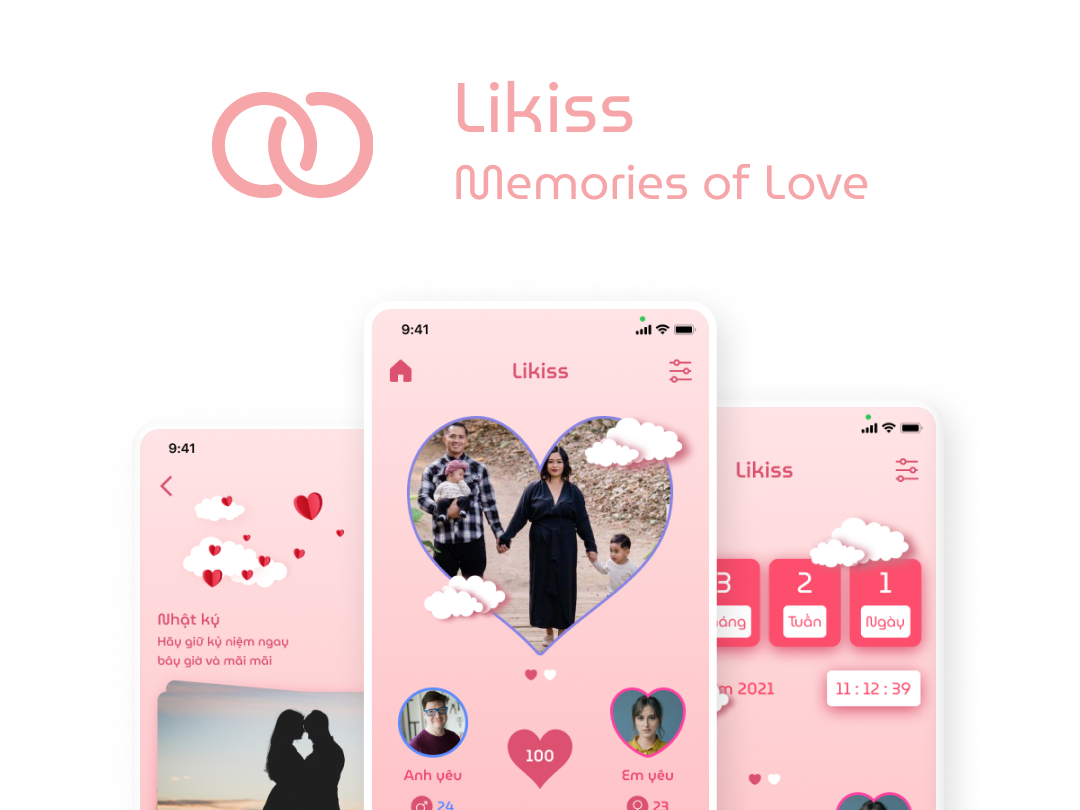 Likiss
Memories of Love
9:41
Nhật ký
Hãy giữ kỷ niệm ngay
bây giờ và mãi mãi
9:41
Likiss
100
Anh yêu
Em yêu
24
23
Likiss
3
2
1
Tuần
Ngày
2021
11 : 12 : 39